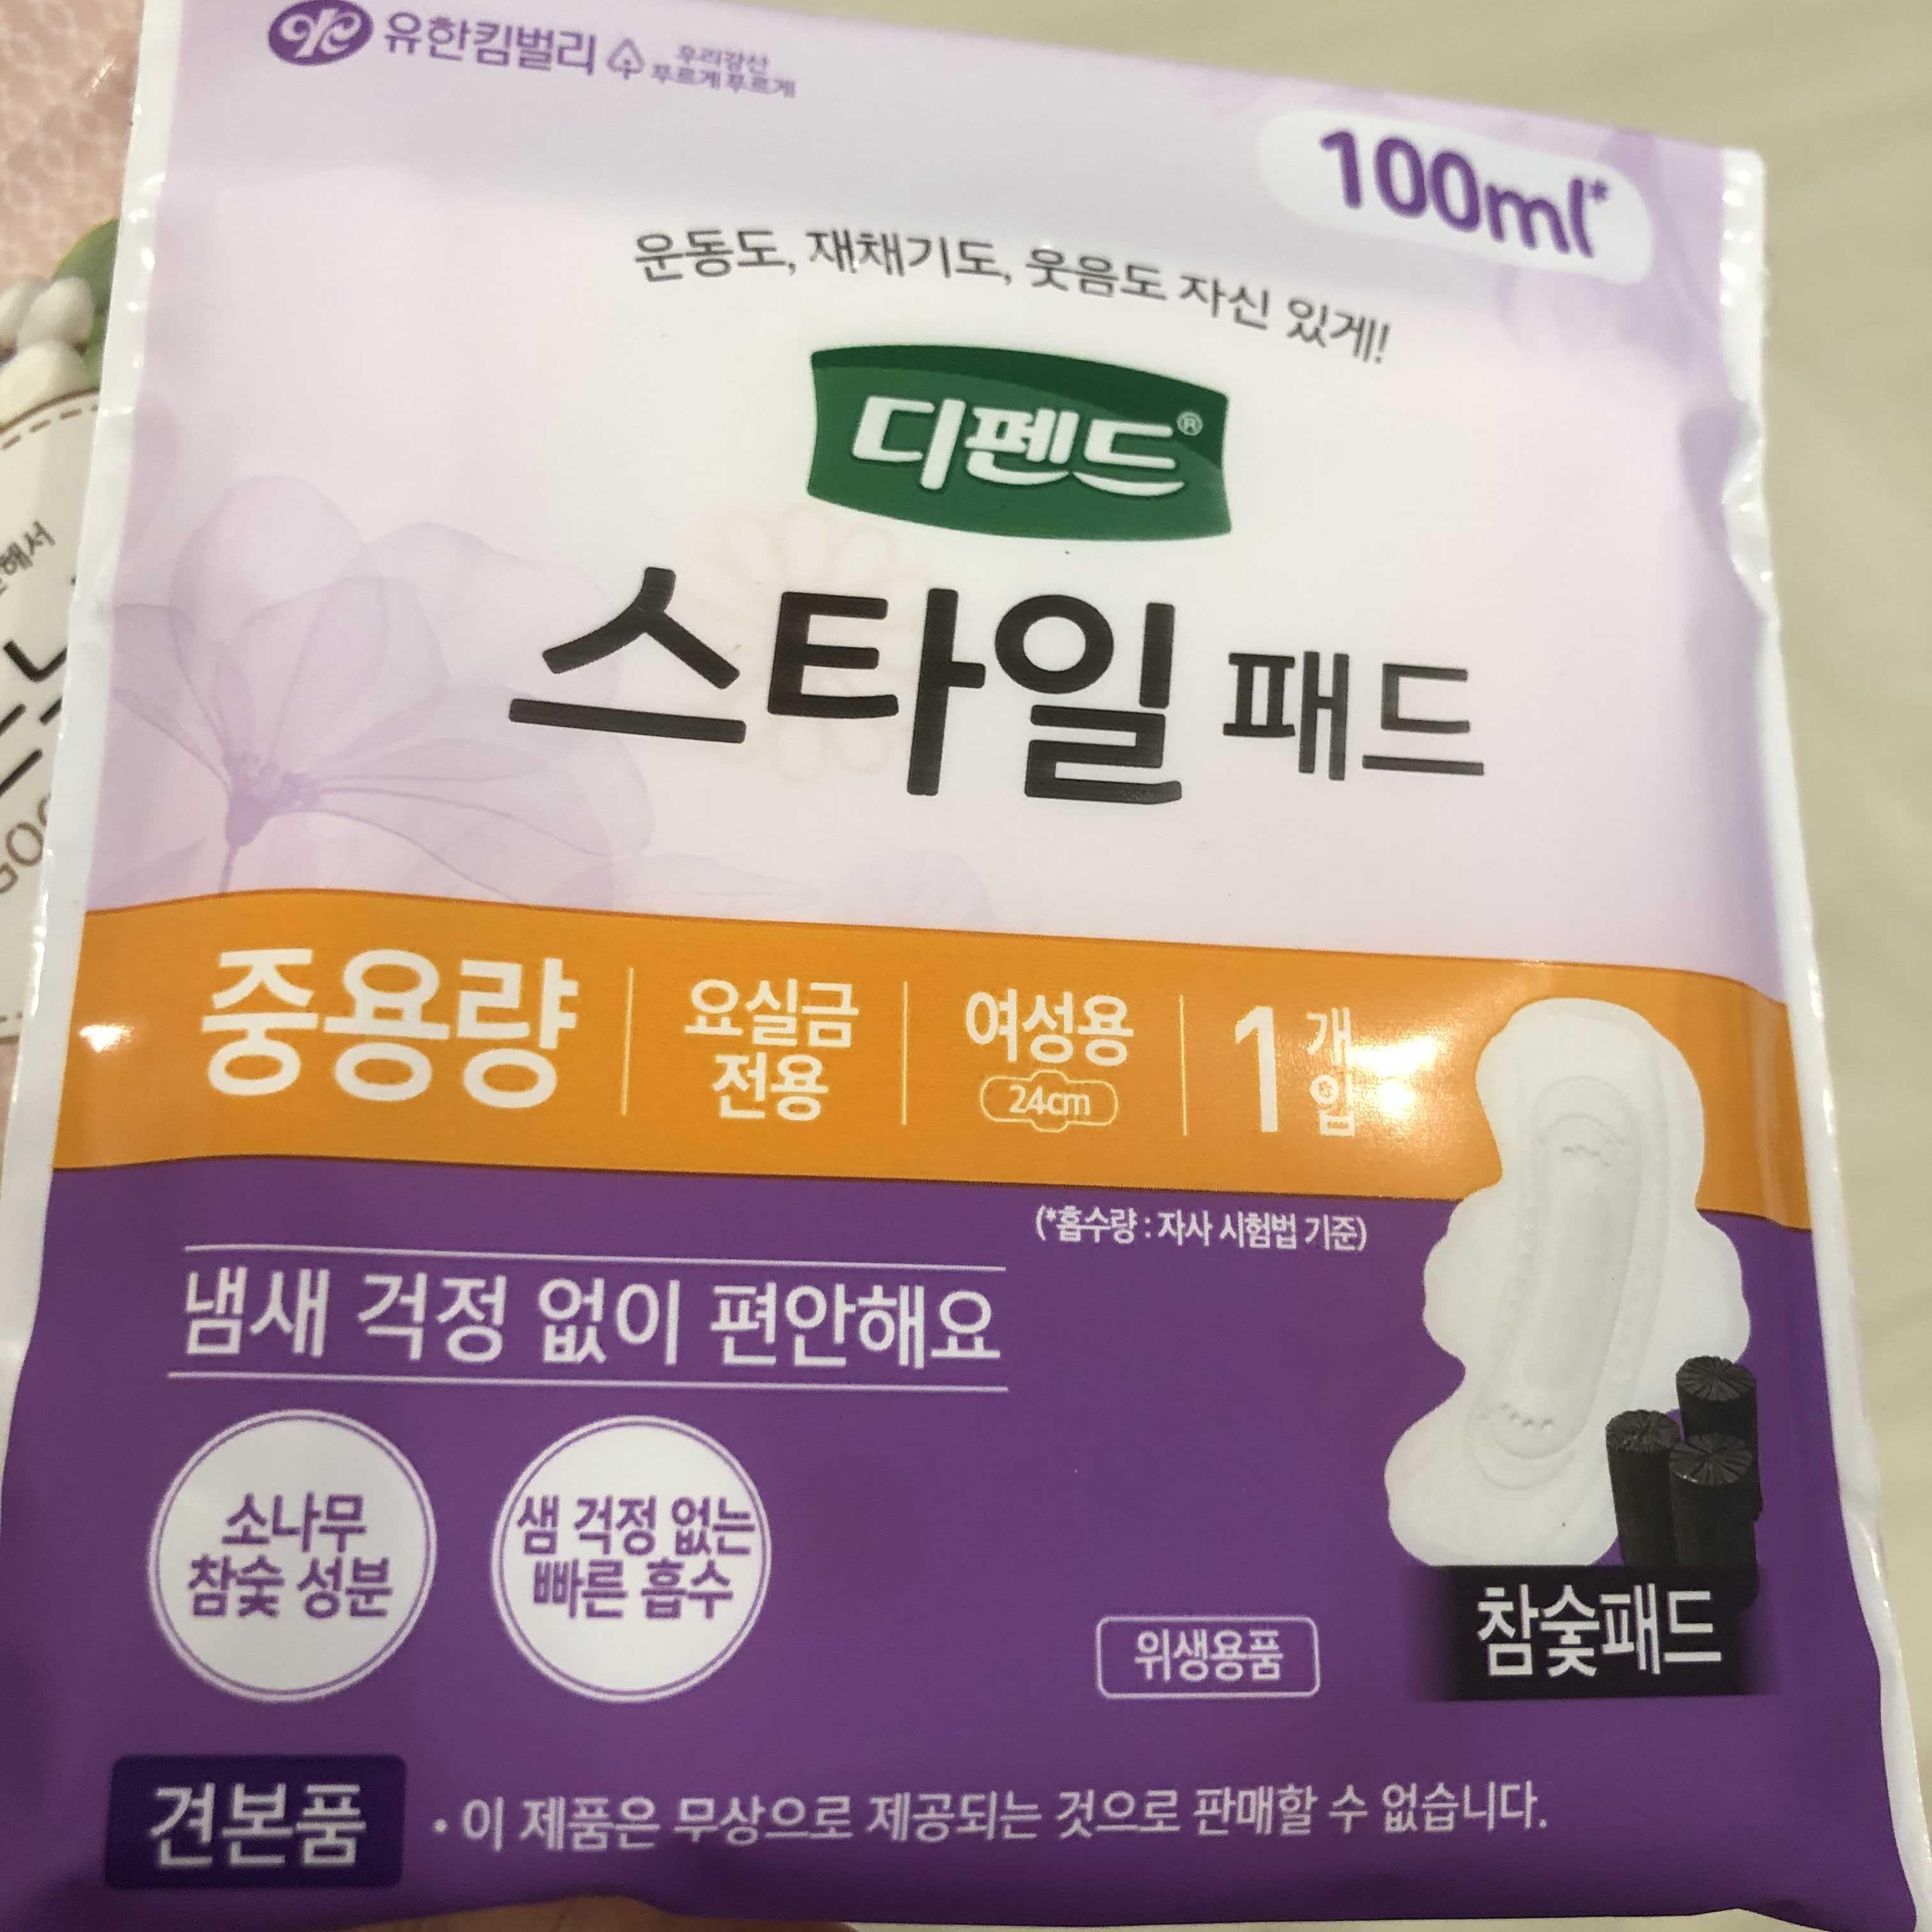 유한킴벌리 우리강산
푸르게 푸르게
100ml*
운동도, 재채기도, 웃음도 자신 있게!
디펜드®
스타일 패드
중용량
요실금
전용
여성용
24cm
1개입
(*흡수량 : 자사 시험법 기준)
냄새 걱정 없이 편안해요
소나무
참숯 성분
샘 걱정 없는
빠른 흡수
위생용품
참숯패드
견본품
· 이 제품은 무상으로 제공되는 것으로 판매할 수 없습니다.